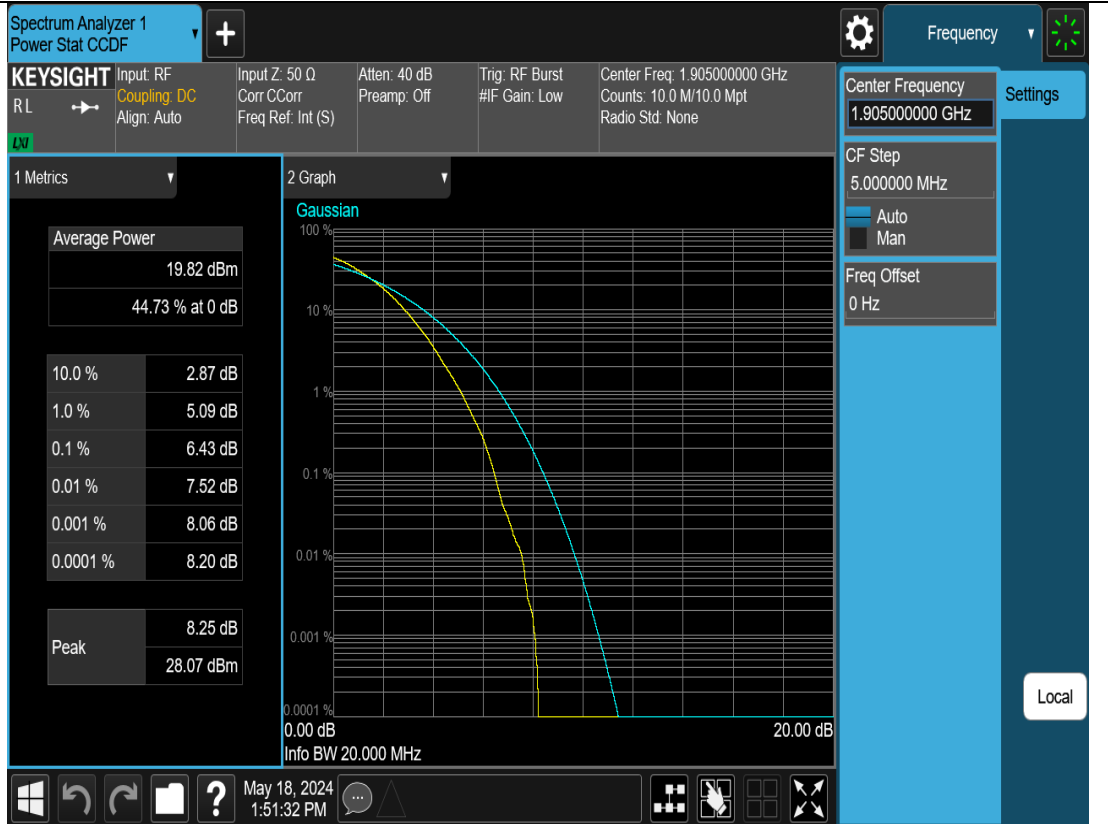 Spectrum Analyzer 1
Power Stat CCDF
+
Frequency
KEYSIGHT
RL
LXI
Input: RF
Coupling: DC
Align: Auto
Input Z: 50 Ω
Corr CCorr
Freq Ref: Int (S)
Atten: 40 dB
Preamp: Off
Trig: RF Burst
#IF Gain: Low
Center Freq: 1.905000000 GHz
Counts: 10.0 M/10.0 Mpt
Radio Std: None
1 Metrics
Average Power
19.82 dBm
44.73 % at 0 dB
10.0 % 2.87 dB
1.0 % 5.09 dB
0.1 % 6.43 dB
0.01 % 7.52 dB
0.001 % 8.06 dB
0.0001 % 8.20 dB
Peak
8.25 dB
28.07 dBm
2 Graph
Gaussian
100 %
10 %
1 %
0.1 %
0.01 %
0.001 %
0.0001 %
0.00 dB 20.00 dB
Info BW 20.000 MHz
Center Frequency
1.905000000 GHz
CF Step
5.000000 MHz
Auto
Man
Freq Offset
0 Hz
Settings
Local
?
May 18, 2024
1:51:32 PM